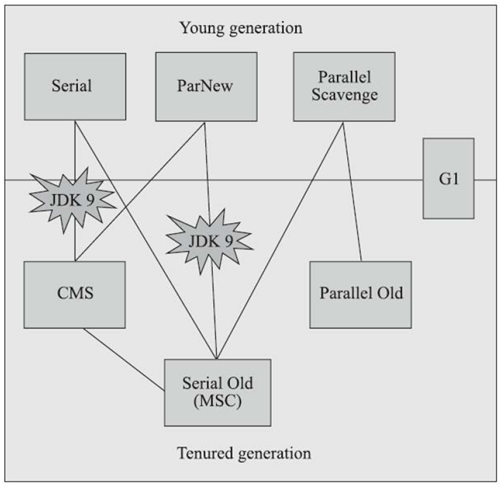 Young generation
Serial
ParNew
Parallel
Scavenge
G1
JDK 9
JDK 9
CMS
Parallel Old
Serial Old
(MSC)
Tenured generation